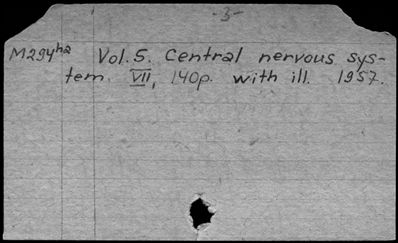 -3-
M294ha Vol. 5. Central nervous sys-
tem. VII, 140p. with ill. 1957.